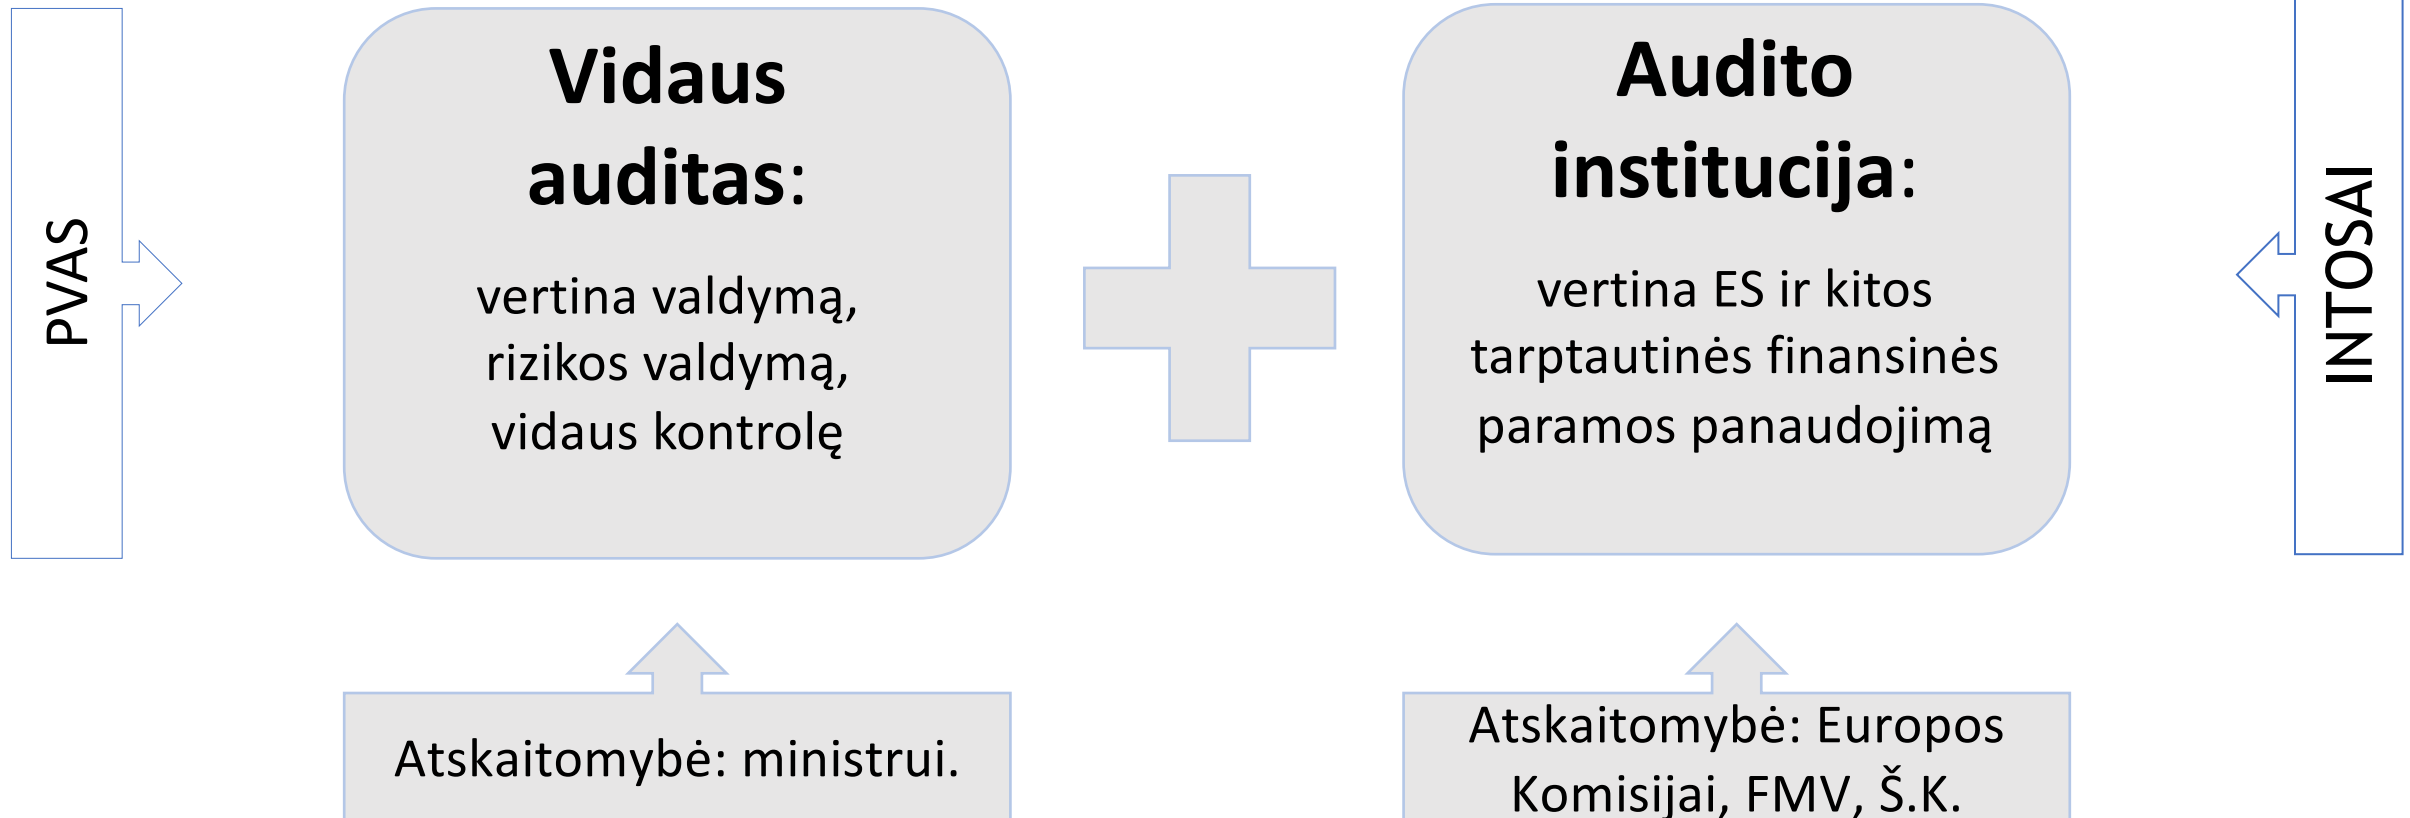 PVAS
Vidaus
auditas:
vertina valdymą,
rizikos valdymą,
vidaus kontrolę
Audito
institucija:
vertina ES ir kitos
tarptautinės finansinės
paramos panaudojimą
INTOSAI
Atskaitomybė: ministrui.
Atskaitomybė: Europos
Komisijai, FMV, Š.K.